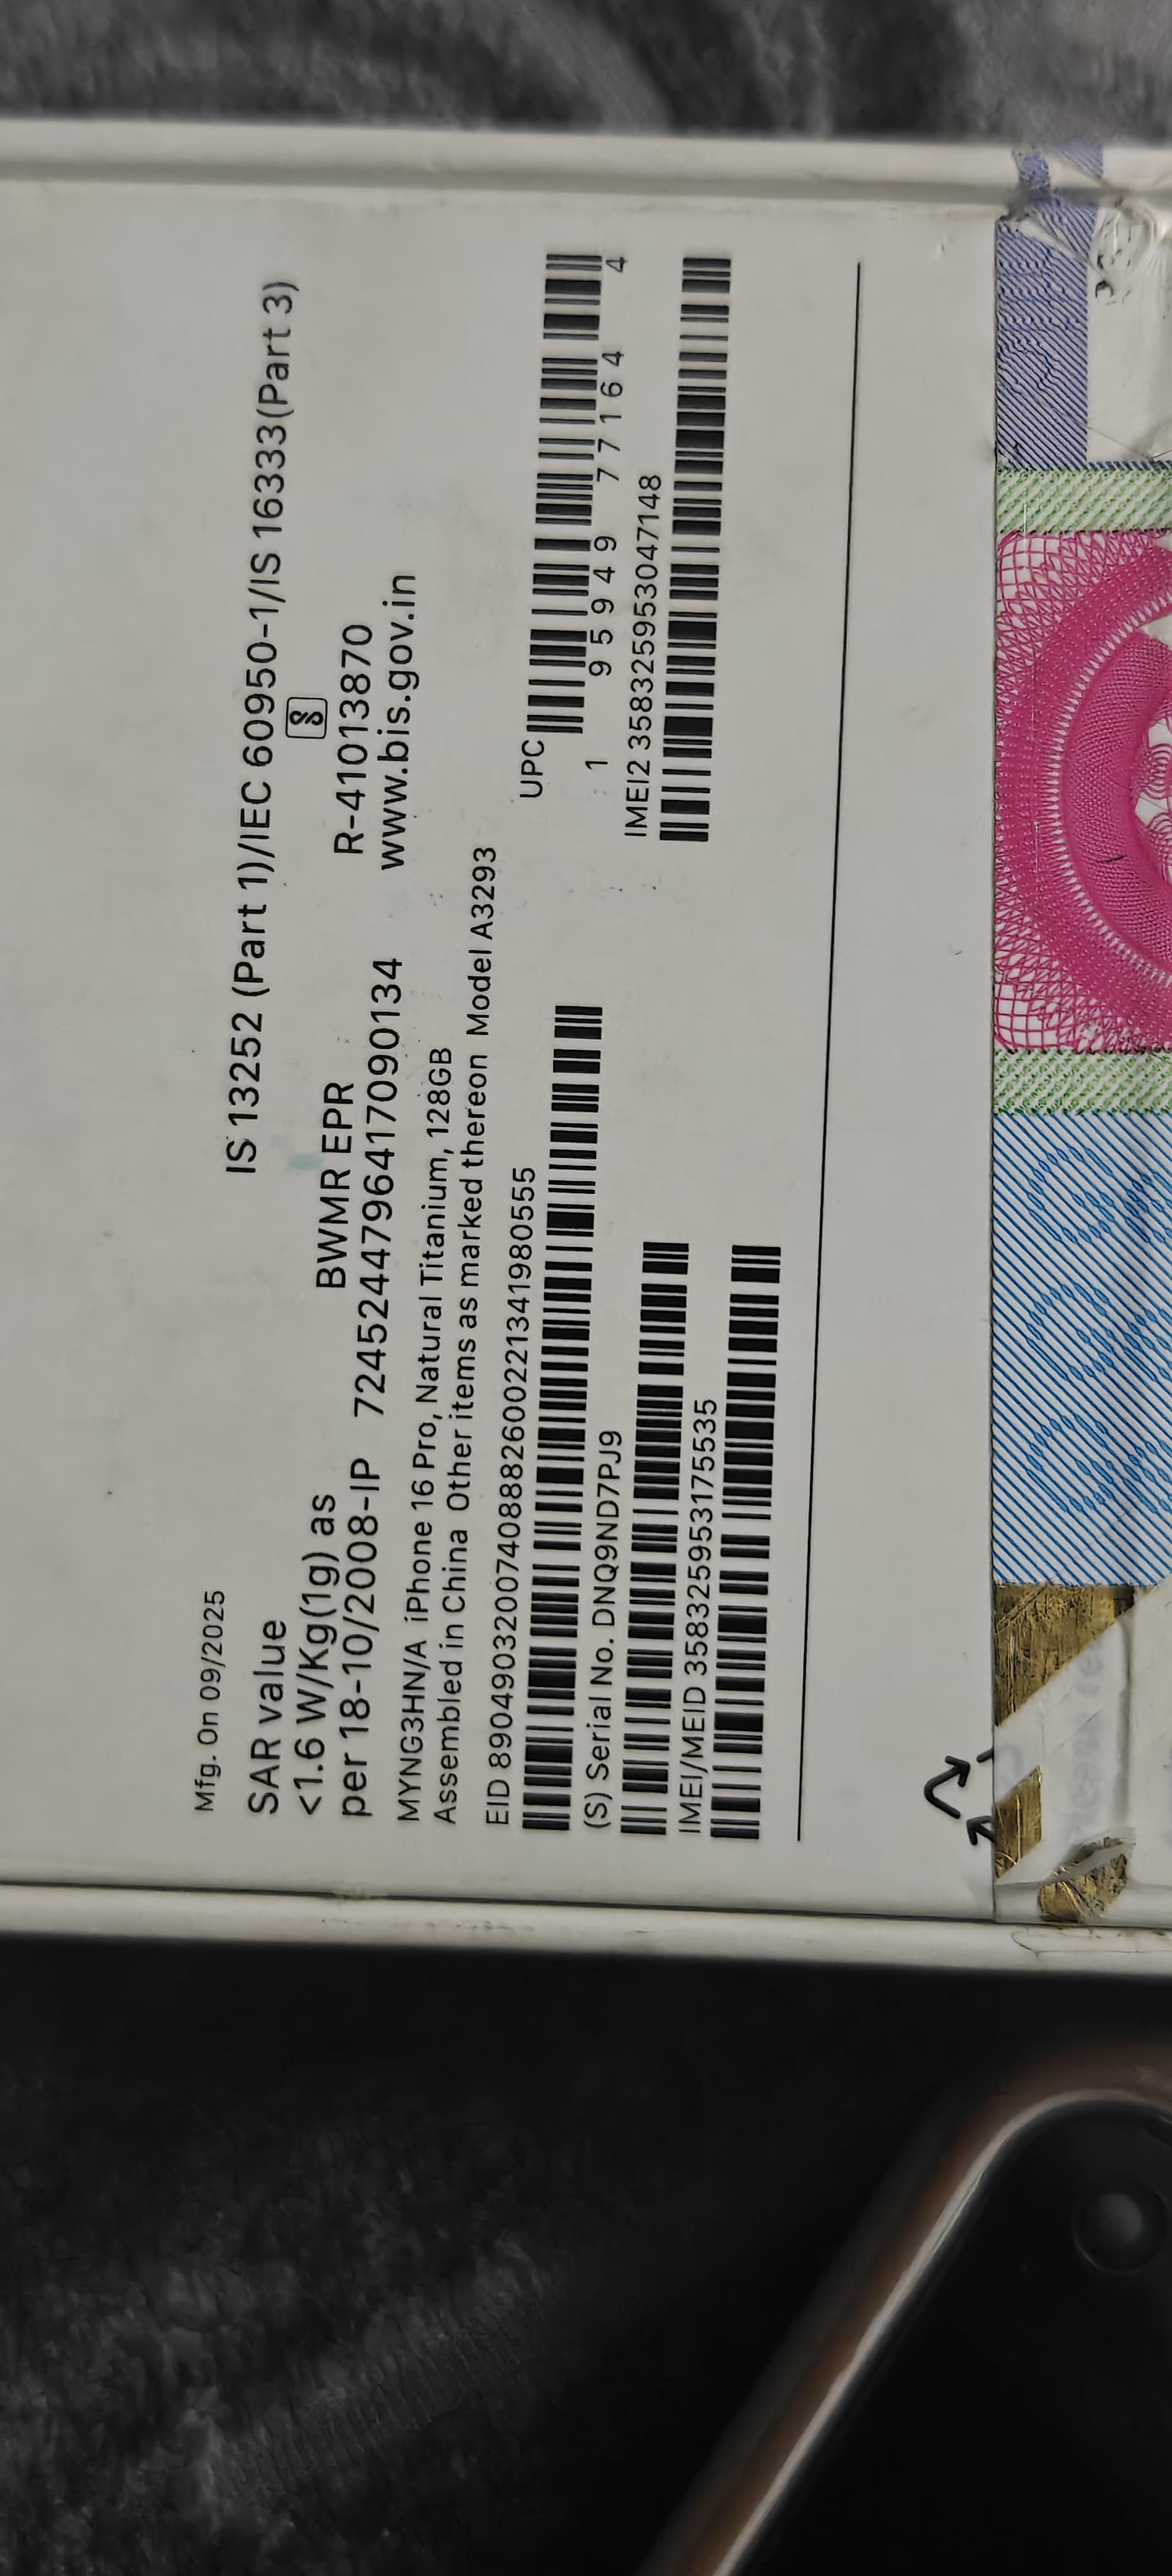 Mfg. On 09/2025
SAR value
<1.6 W/Kg(1g) as
per 18-10/2008-IP
IS 13252 (Part 1)/IEC 60950-1/IS 16333(Part 3)
BWMR EPR
7245244796417090134
R-41013870
www.bis.gov.in
MYNG3HN/A iPhone 16 Pro, Natural Titanium, 128GB
Assembled in China Other items as marked thereon Model A3293
EID 89049032007408882600221341980555
UPC
1 95949 77164 4
(S) Serial No. DNQ9ND7PJ9
IMEI2 358325953047148
IMEI/MEID 358325953175535